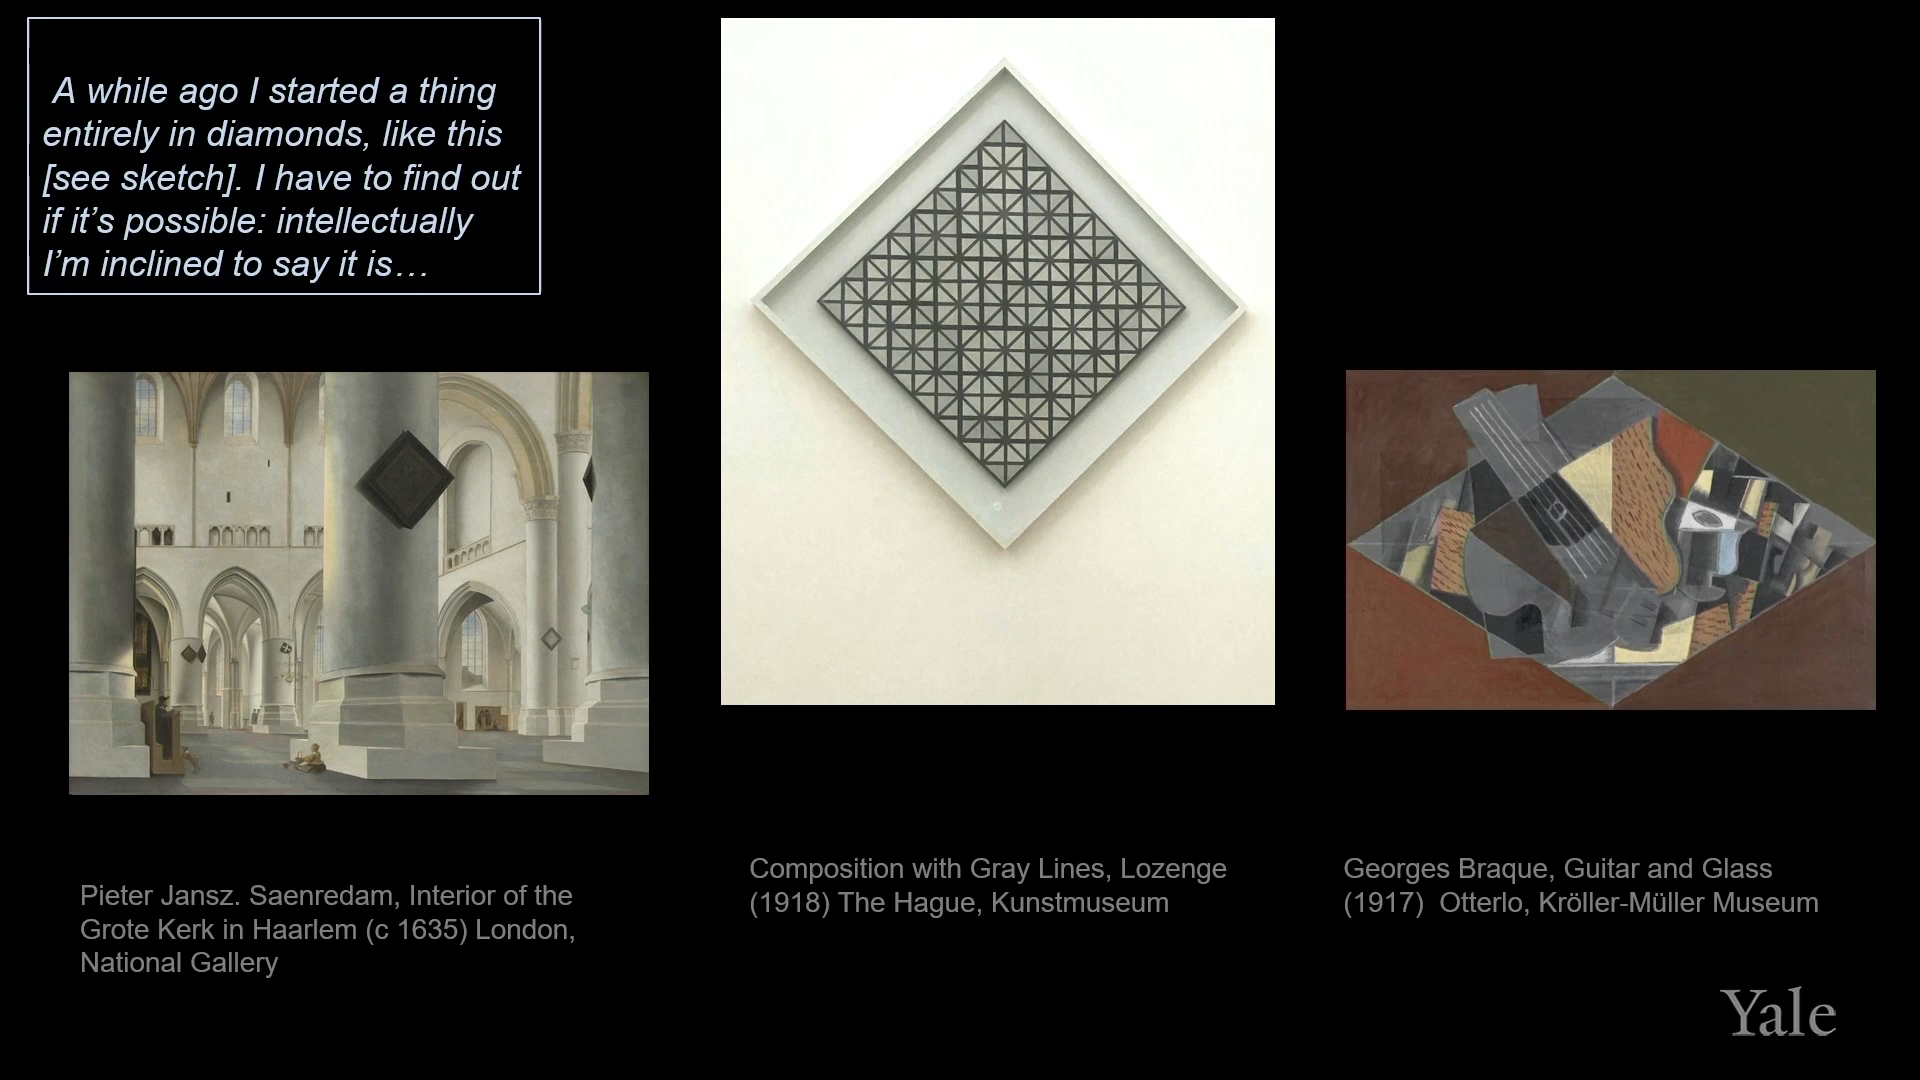 A while ago I started a thing
entirely in diamonds, like this
[see sketch]. I have to find out
if it’s possible: intellectually
I’m inclined to say it is…
Pieter Jansz. Saenredam, Interior of the
Grote Kerk in Haarlem (c 1635) London,
National Gallery
Composition with Gray Lines, Lozenge
(1918) The Hague, Kunstmuseum
Georges Braque, Guitar and Glass
(1917) Otterlo, Kröller-Müller Museum
Yale